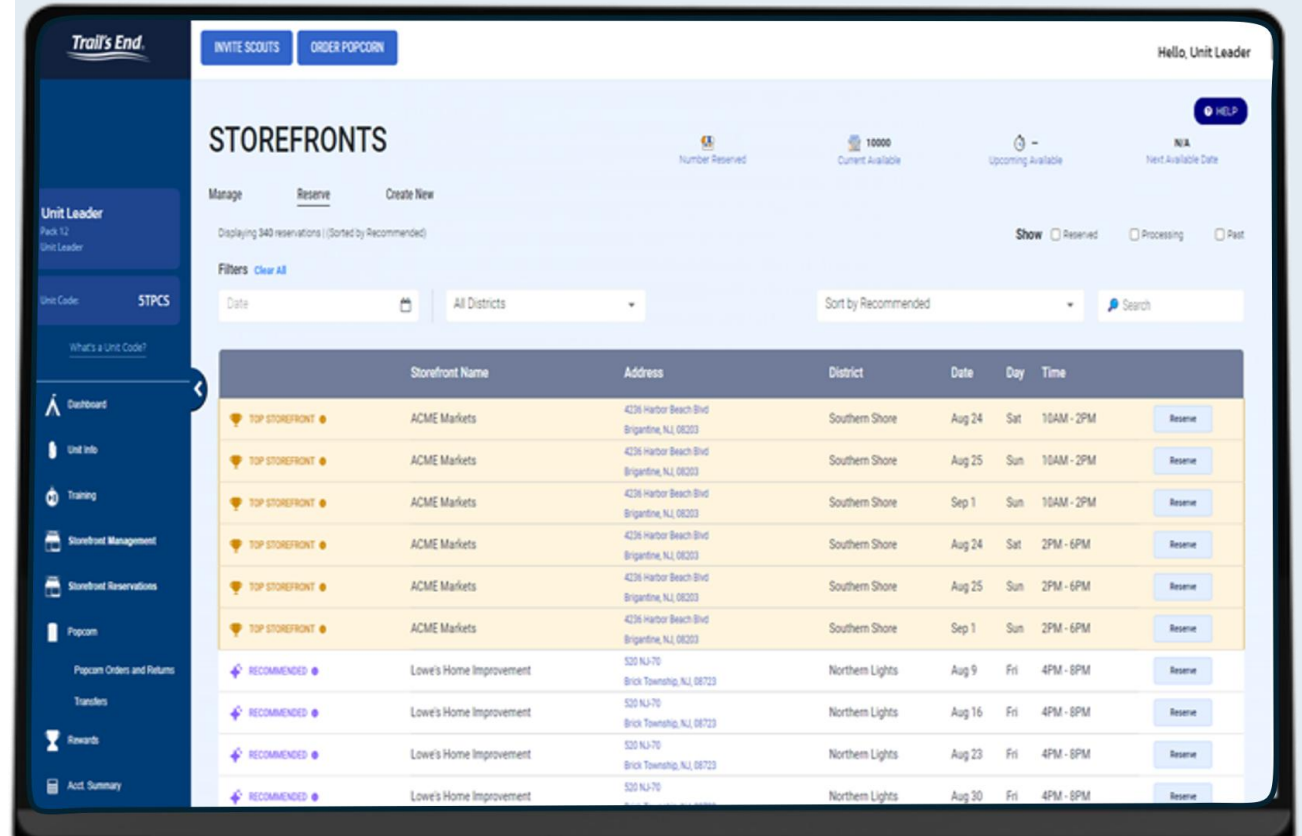 Trail's End.
INVITE SCOUTS
ORDER POPCORN
Hello, Unit Leader
HELP
STOREFRONTS
Number Reserved
10000
Current Available
–
Upcoming Available
N/A
Next Available Date
Manage
Reserve
Create New
Displaying 340 reservations | (Sorted by Recommended)
Show
Reserved
Processing
Past
Filters Clear All
Date
All Districts
Sort by Recommended
Search
Unit Leader
Pack 12
Unit Leader
Unit Code: 5TPCS
What's a Unit Code?
Dashboard
Unit Info
Training
Storefront Management
Storefront Reservations
Popcorn
Popcorn Orders and Returns
Transfers
Rewards
Acct. Summary
Storefront Name Address District Date Day Time
TOP STOREFRONT ACME Markets 4236 Harbor Beach Blvd Southern Shore Aug 24 Sat 10AM - 2PM Reserve
Brigantine, NJ, 08203
TOP STOREFRONT ACME Markets 4236 Harbor Beach Blvd Southern Shore Aug 25 Sun 10AM - 2PM Reserve
Brigantine, NJ, 08203
TOP STOREFRONT ACME Markets 4236 Harbor Beach Blvd Southern Shore Sep 1 Sun 10AM - 2PM Reserve
Brigantine, NJ, 08203
TOP STOREFRONT ACME Markets 4236 Harbor Beach Blvd Southern Shore Aug 24 Sat 2PM - 6PM Reserve
Brigantine, NJ, 08203
TOP STOREFRONT ACME Markets 4236 Harbor Beach Blvd Southern Shore Aug 25 Sun 2PM - 6PM Reserve
Brigantine, NJ, 08203
TOP STOREFRONT ACME Markets 4236 Harbor Beach Blvd Southern Shore Sep 1 Sun 2PM - 6PM Reserve
Brigantine, NJ, 08203
RECOMMENDED Lowe's Home Improvement 520 NJ-70 Northern Lights Aug 9 Fri 4PM - 8PM Reserve
Brick Township, NJ, 08723
RECOMMENDED Lowe's Home Improvement 520 NJ-70 Northern Lights Aug 16 Fri 4PM - 8PM Reserve
Brick Township, NJ, 08723
RECOMMENDED Lowe's Home Improvement 520 NJ-70 Northern Lights Aug 23 Fri 4PM - 8PM Reserve
Brick Township, NJ, 08723
RECOMMENDED Lowe's Home Improvement 520 NJ-70 Northern Lights Aug 30 Fri 4PM - 8PM Reserve